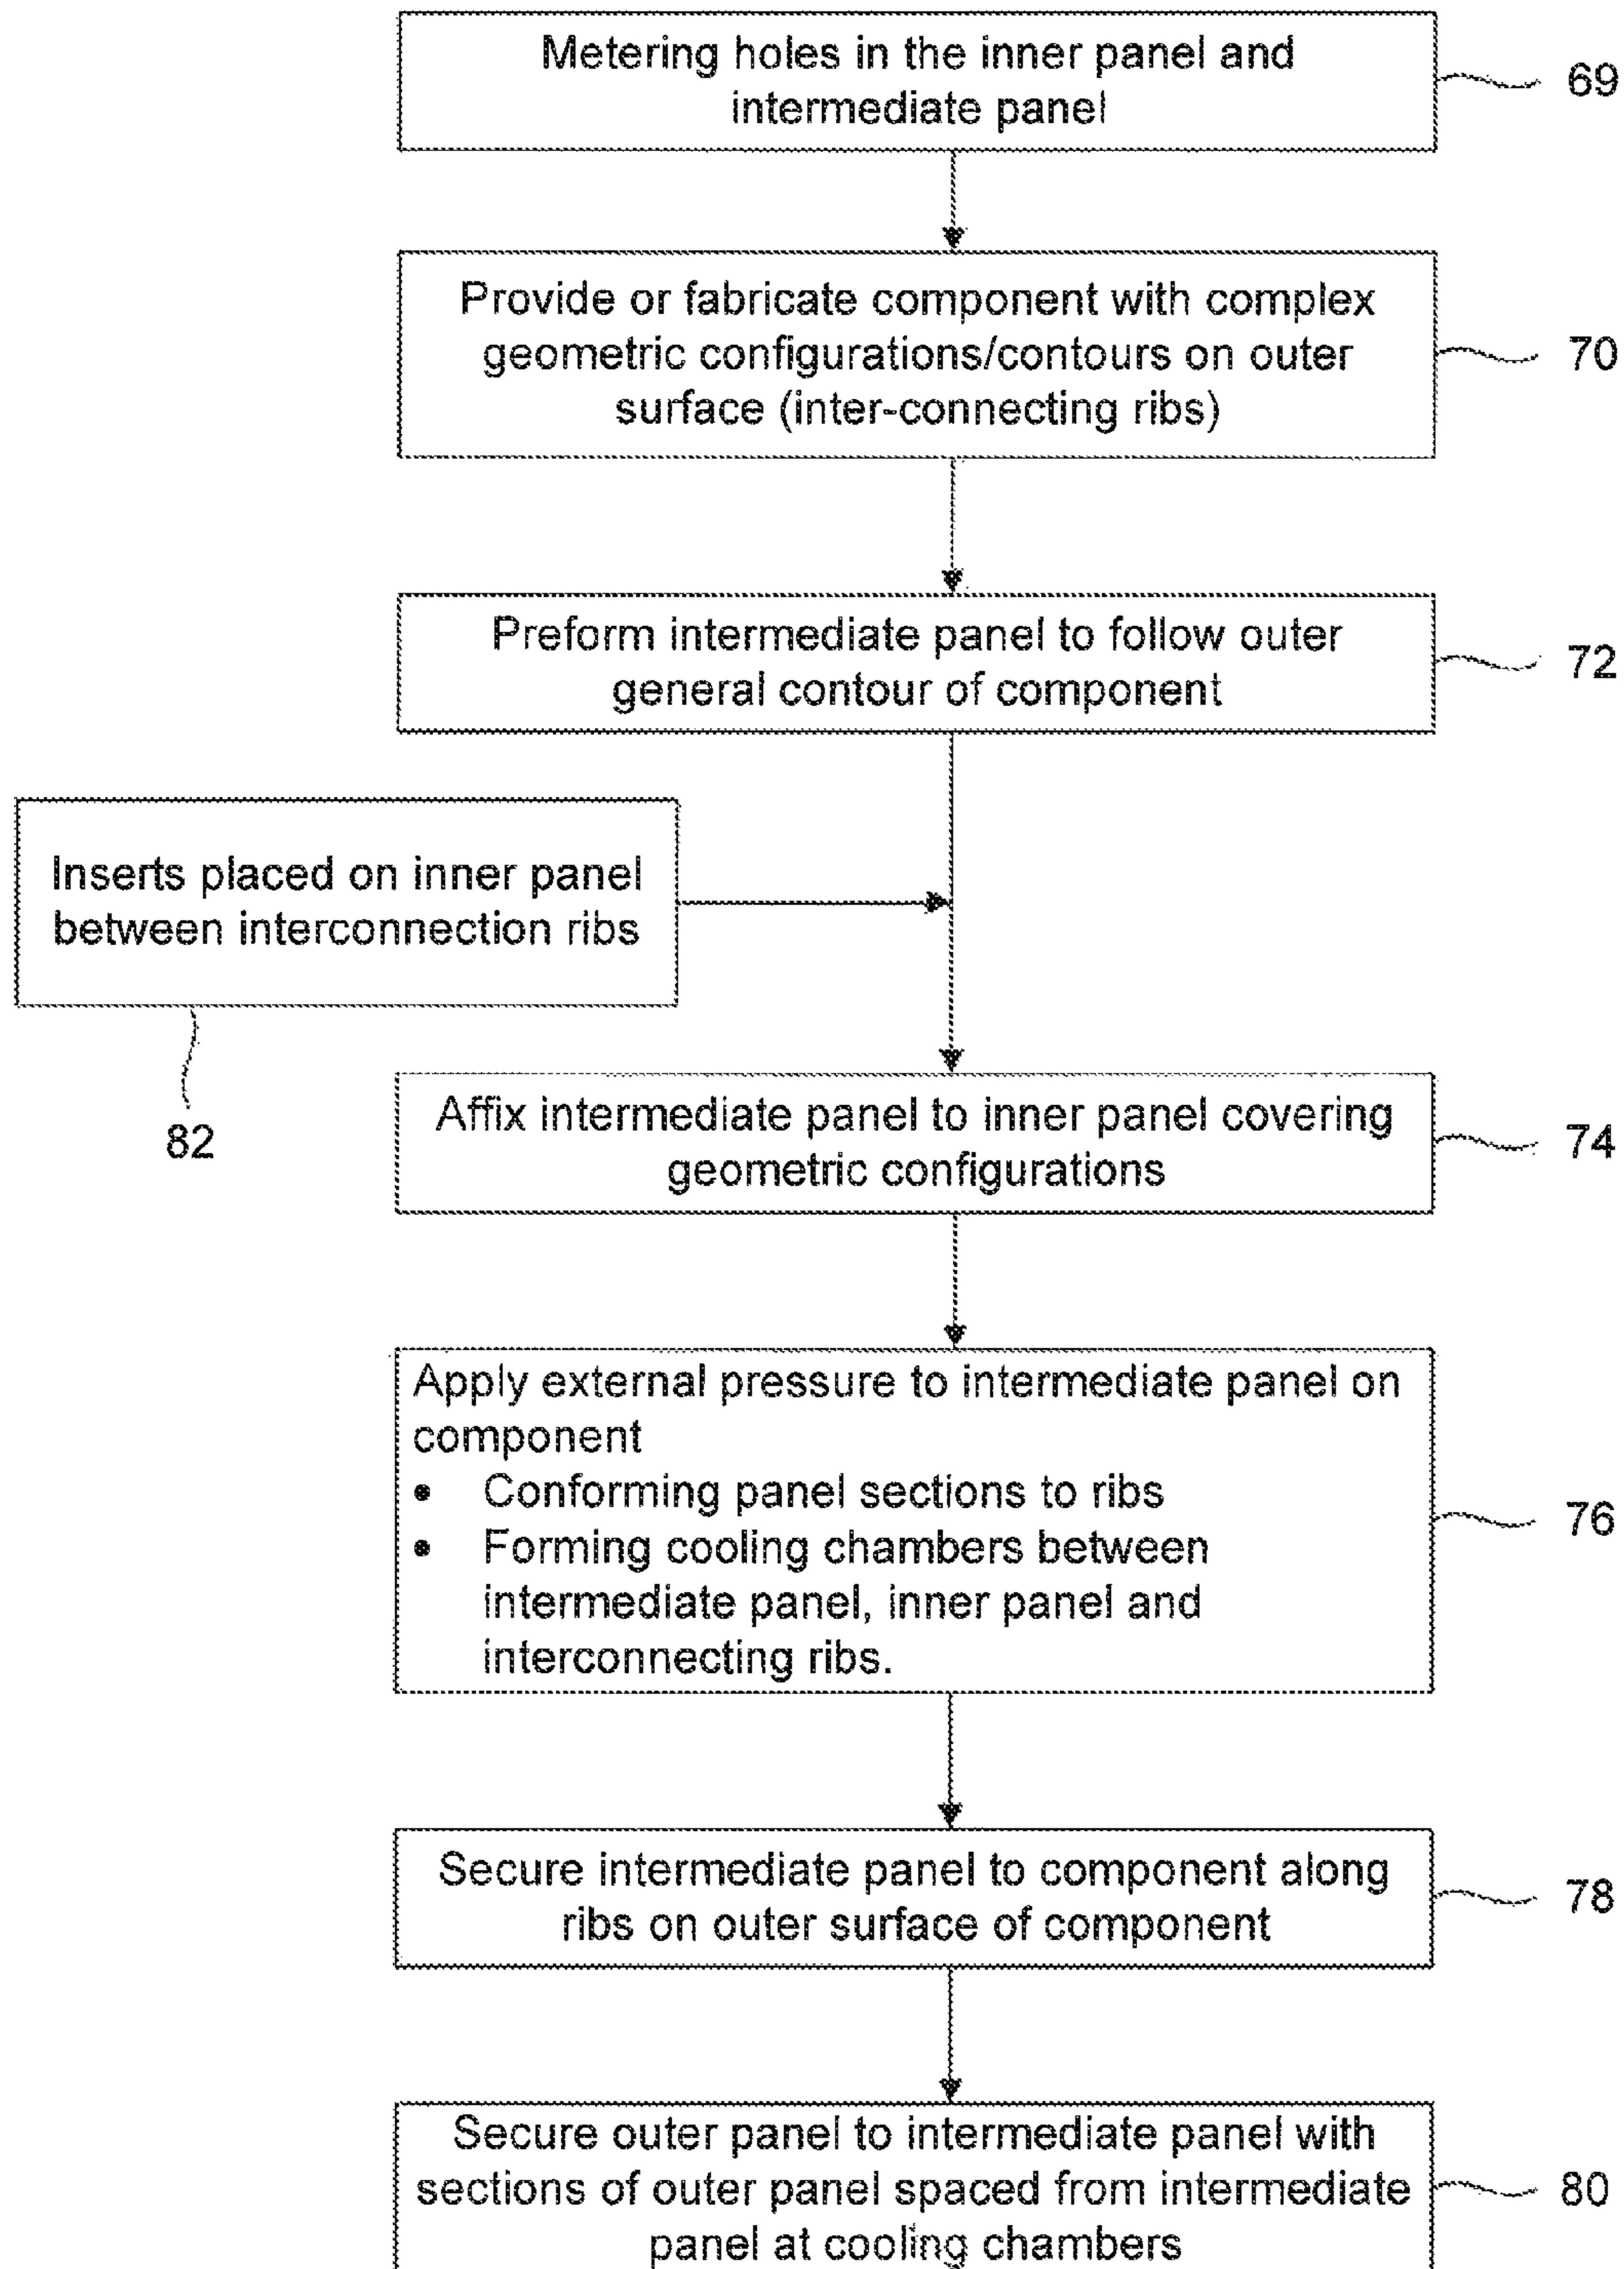 Metering holes in the inner panel and
intermediate panel
69
Provide or fabricate component with complex
geometric configurations/contours on outer
surface (inter-connecting ribs)
70
Preform intermediate panel to follow outer
general contour of component
72
Inserts placed on inner panel
between interconnection ribs
82
Affix intermediate panel to inner panel covering
geometric configurations
74
Apply external pressure to intermediate panel on
component
• Conforming panel sections to ribs
• Forming cooling chambers between
intermediate panel, inner panel and
interconnecting ribs.
76
Secure intermediate panel to component along
ribs on outer surface of component
78
Secure outer panel to intermediate panel with
sections of outer panel spaced from intermediate
panel at cooling chambers
80